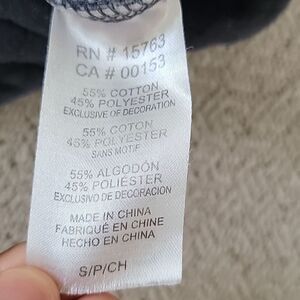 RN # 15763
CA # 00153
55% COTTON
45% POLYESTER
EXCLUSIVE OF DECORATION
55% COTON
45% POLYESTER
SANS MOTIF
55% ALGODÓN
45% POLIÉSTER
EXCLUSIVO DE DECORACION
MADE IN CHINA
FABRIQUÉ EN CHINE
HECHO EN CHINA
S/P/CH